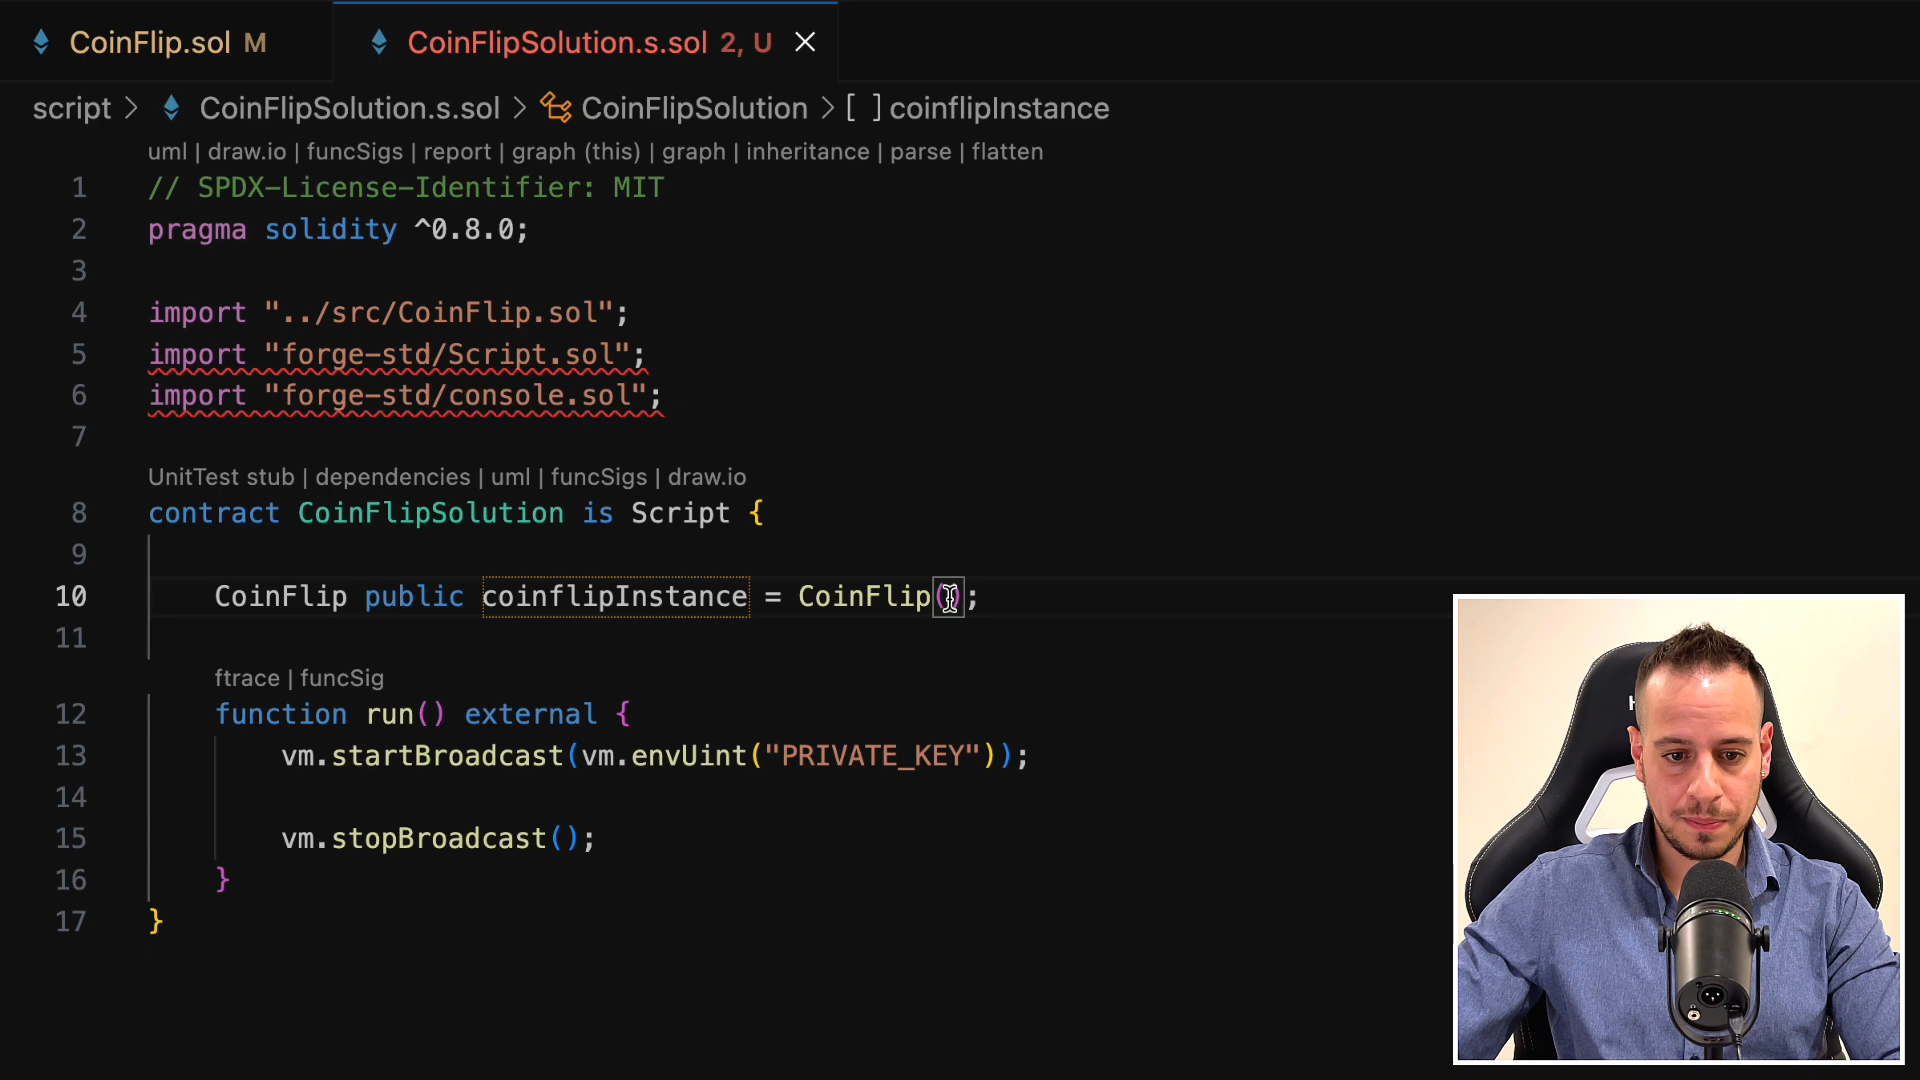 CoinFlip.sol M
CoinFlipSolution.s.sol 2, U
script > CoinFlipSolution.s.sol > CoinFlipSolution > [ ] coinflipInstance
uml | draw.io | funcSigs | report | graph (this) | graph | inheritance | parse | flatten
1 // SPDX-License-Identifier: MIT
2 pragma solidity ^0.8.0;
3
4 import "../src/CoinFlip.sol";
5 import "forge-std/Script.sol";
6 import "forge-std/console.sol";
7
UnitTest stub | dependencies | uml | funcSigs | draw.io
8 contract CoinFlipSolution is Script {
9
10 CoinFlip public coinflipInstance = CoinFlip();
11
ftrace | funcSig
12 function run() external {
13 vm.startBroadcast(vm.envUint("PRIVATE_KEY"));
14
15 vm.stopBroadcast();
16 }
17 }